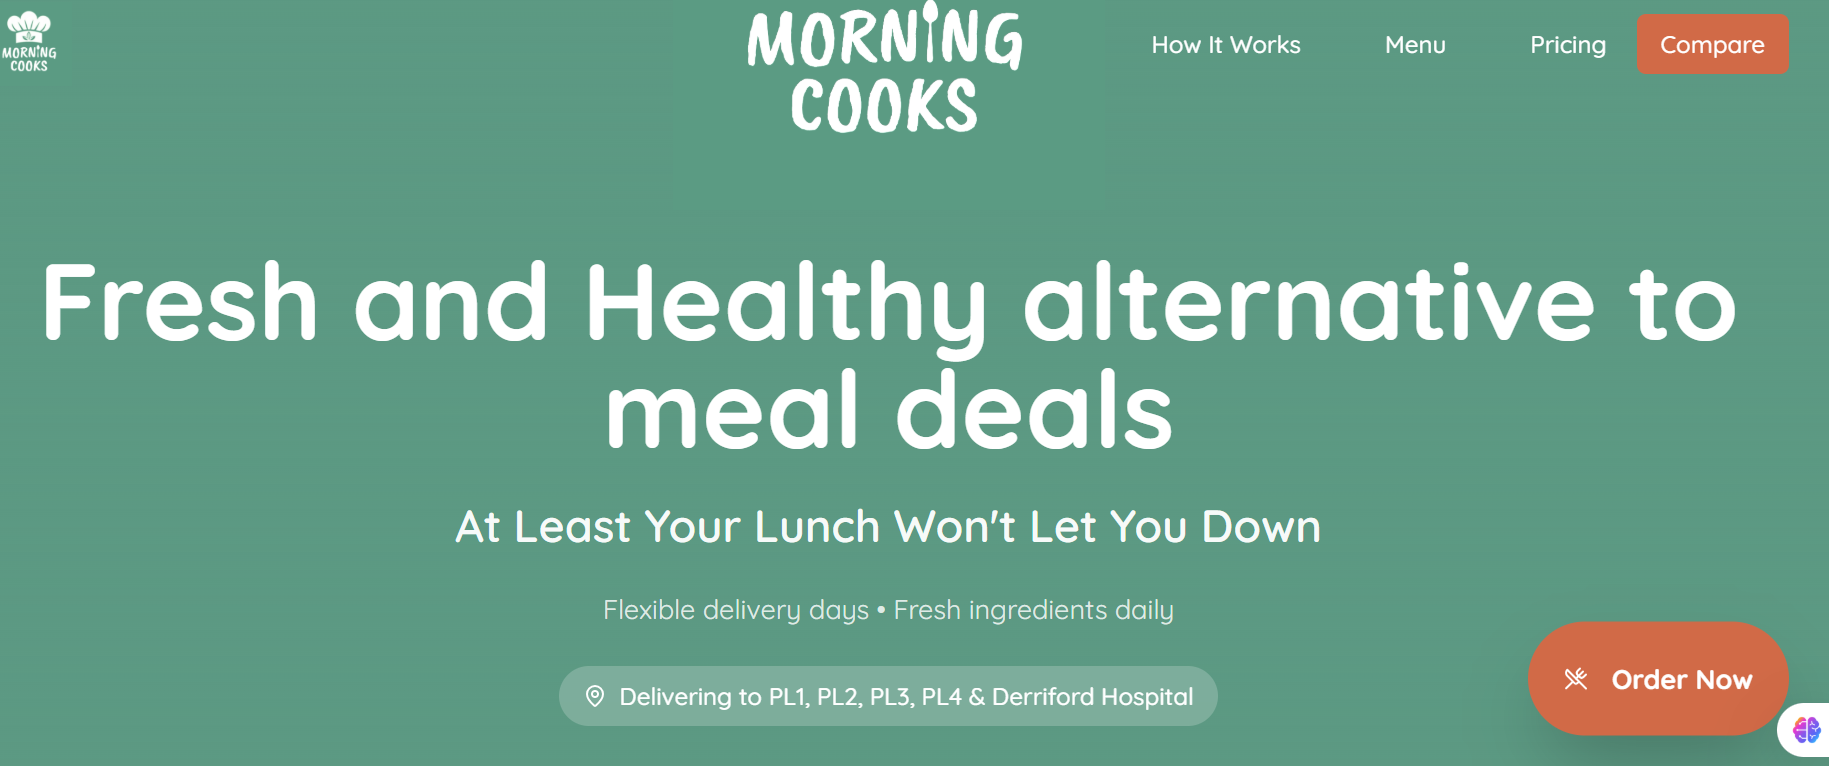 MORNING
COOKS
MORNING
COOKS
How It Works
Menu
Pricing
Compare
Fresh and Healthy alternative to
meal deals
At Least Your Lunch Won't Let You Down
Flexible delivery days • Fresh ingredients daily
Delivering to PL1, PL2, PL3, PL4 & Derriford Hospital
Order Now